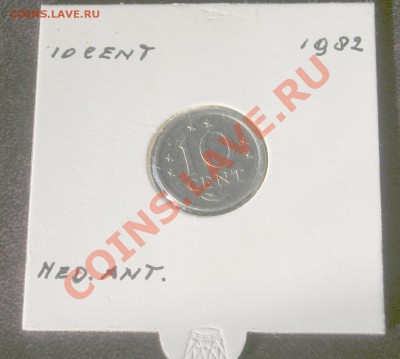 COINS.LAVE.RU
10 CENT 1982
10
CENT
NED. ANT.
COINS.LAVE.RU